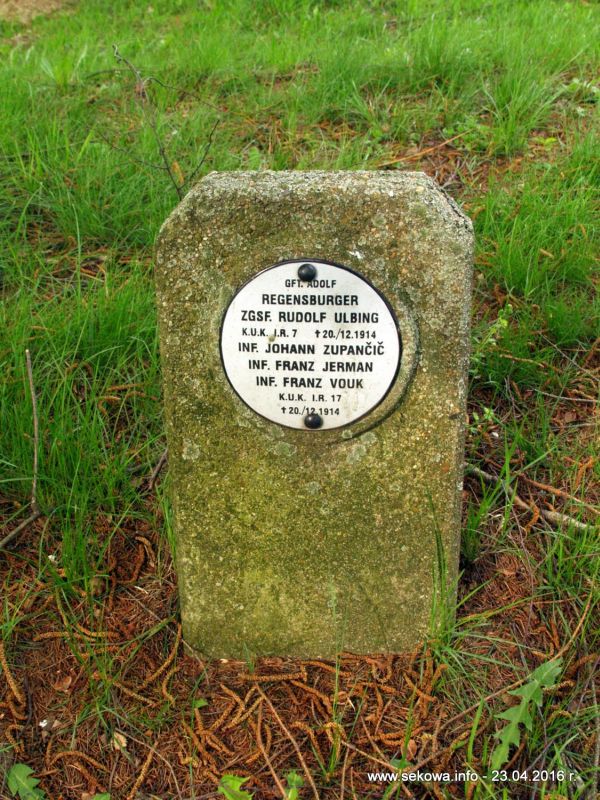 GFT. ADOLF
REGENSBURGER
ZGSF. RUDOLF ULBING
K.U.K. I.R. 7 † 20./12.1914
INF. JOHANN ZUPANČIČ
INF. FRANZ JERMAN
INF. FRANZ VOUK
K.U.K. I.R. 17
† 20./12.1914
www.sekowa.info - 23.04.2016 r.